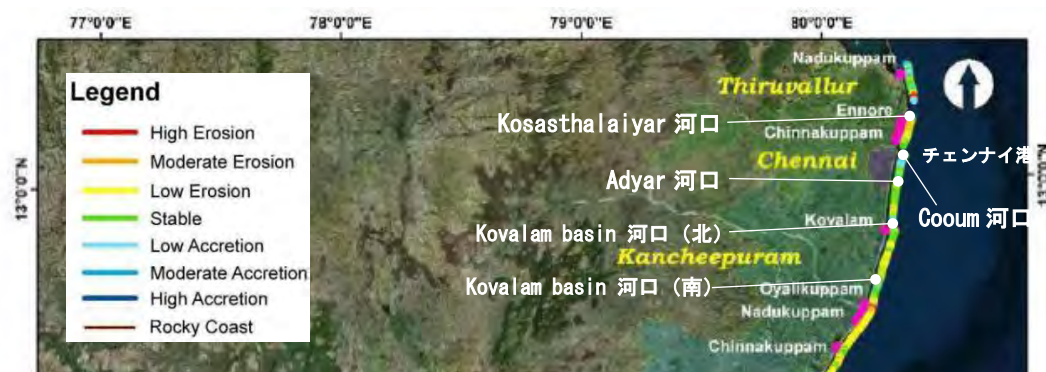 77°0'0"E
78°0'0"E
79°0'0"E
80°0'0"E
Legend
High Erosion
Moderate Erosion
Low Erosion
Stable
Low Accretion
Moderate Accretion
High Accretion
Rocky Coast
13°0'0"N
Nadukuppam
Thiruvallur
Ennore
Kosasthalaiyar 河口
Chinnakuppam
チェンナイ港
Chennai
Adyar 河口
13°0'0"N
Kovalam
Cooum 河口
Kovalam basin 河口 (北)
Kancheepuram
Kovalam basin 河口 (南)
Oyalikuppam
Nadukuppam
Chinnakuppam